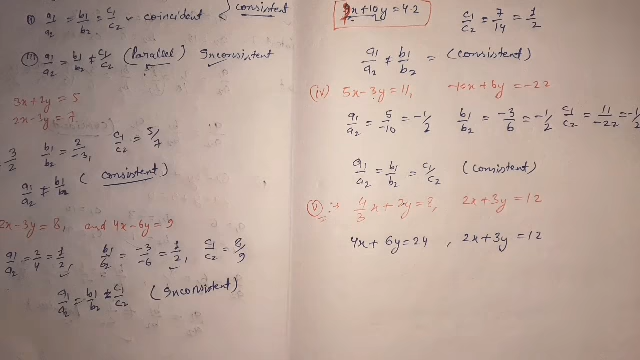 (ii) a1/a2 = b1/b2 = c1/c2 ✓ coincident } consistent
(iii) a1/a2 = b1/b2 ≠ c1/c2 (Parallel) Inconsistent
3x+2y = 5
2x-3y = 7
3/2 b1/b2 = 2/-3, c1/c2 = 5/7
a1/a2 ≠ b1/b2 (consistent)
2x-3y = 8, and 4x-6y = 9
a1/a2 = 2/4 = 1/2, b1/b2 = -3/-6 = 1/2, c1/c2 = 8/9
a1/a2 = b1/b2 ≠ c1/c2 (Inconsistent)
9x+10y = 42
c1/c2 = 7/14 = 1/2
a1/a2 ≠ b1/b2 = (consistent)
(iv) 5x-3y = 11, -10x+6y = -22
a1/a2 = 5/-10 = -1/2 b1/b2 = -3/6 = -1/2 c1/c2 = 11/-22 = -1/2
a1/a2 = b1/b2 = c1/c2 (consistent)
(v) 4/3x+2y = 8, 2x+3y = 12
4x+6y = 24, 2x+3y = 12